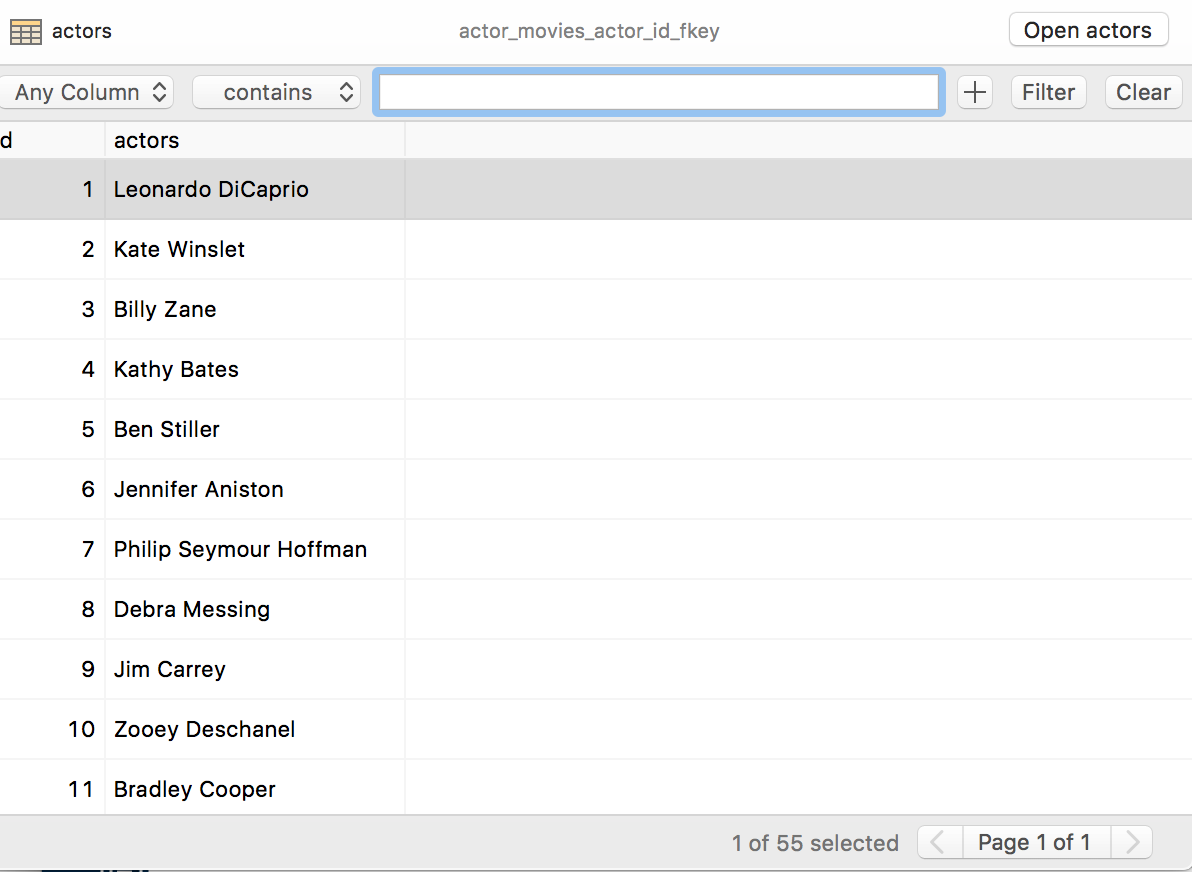 actors actor_movies_actor_id_fkey Open actors
Any Column contains Filter Clear
d actors
1 Leonardo DiCaprio
2 Kate Winslet
3 Billy Zane
4 Kathy Bates
5 Ben Stiller
6 Jennifer Aniston
7 Philip Seymour Hoffman
8 Debra Messing
9 Jim Carrey
10 Zooey Deschanel
11 Bradley Cooper
1 of 55 selected Page 1 of 1